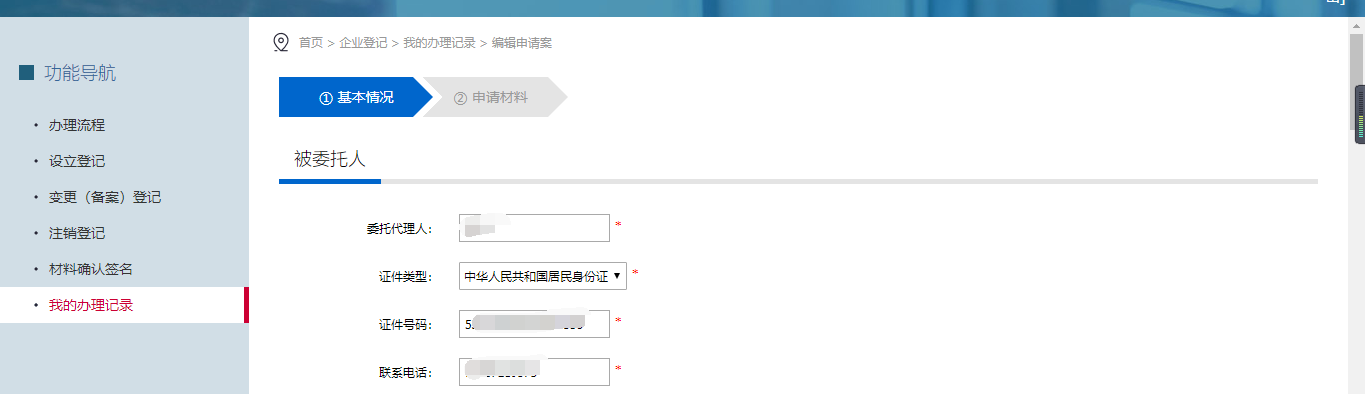 首页 > 企业登记 > 我的办理记录 > 编辑申请案
功能导航
① 基本情况
② 申请材料
• 办理流程
• 设立登记
• 变更（备案）登记
• 注销登记
• 材料确认签名
• 我的办理记录
被委托人
委托代理人： *
证件类型： 中华人民共和国居民身份证 ▼ *
证件号码： *
联系电话： *